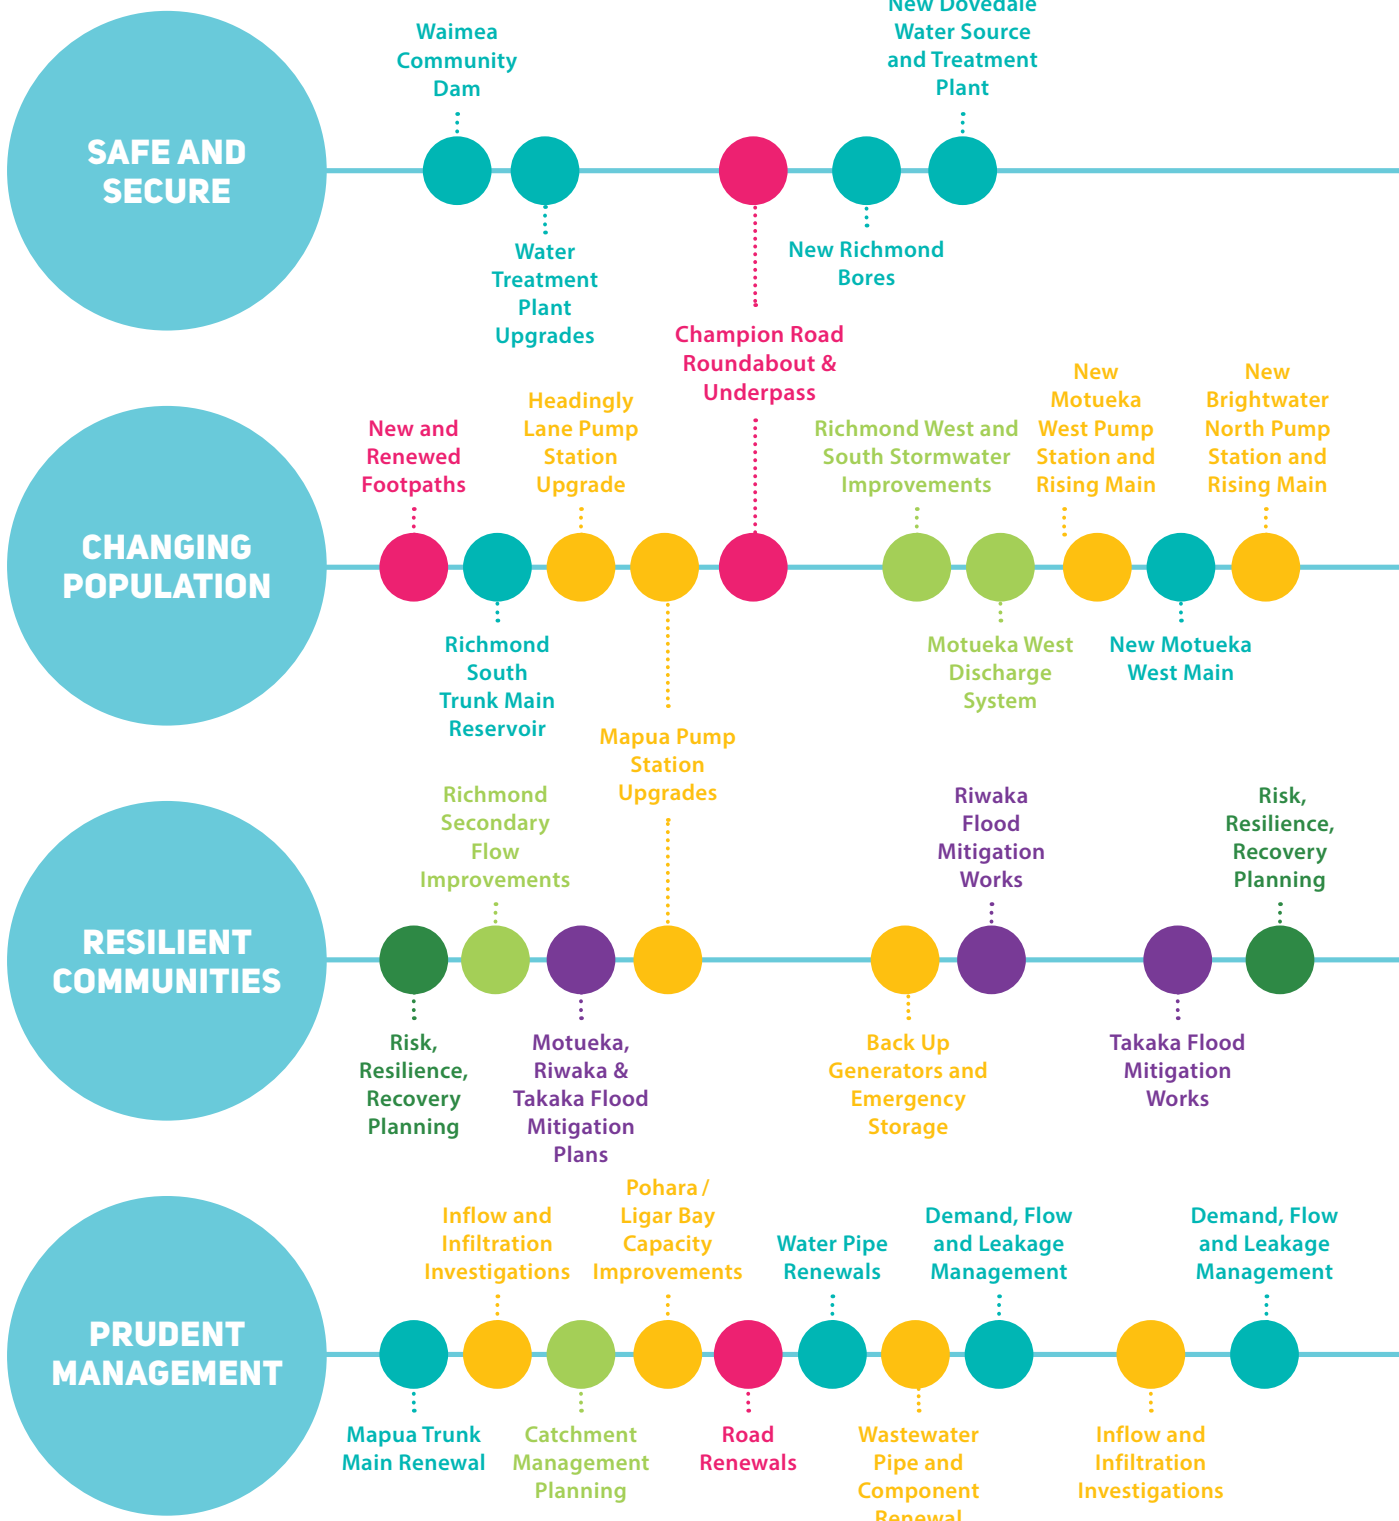 SAFE AND
SECURE
Waimea
Community
Dam
Water
Treatment
Plant
Upgrades
Champion Road
Roundabout &
Underpass
New Richmond
Bores
New Dovedale
Water Source
and Treatment
Plant
CHANGING
POPULATION
New and
Renewed
Footpaths
Richmond
South
Trunk Main
Reservoir
Headingly
Lane Pump
Station
Upgrade
Mapua Pump
Station
Upgrades
Richmond West and
South Stormwater
Improvements
Motueka West
Discharge
System
New
Motueka
West Pump
Station and
Rising Main
New Motueka
West Main
New
Brightwater
North Pump
Station and
Rising Main
RESILIENT
COMMUNITIES
Risk,
Resilience,
Recovery
Planning
Richmond
Secondary
Flow
Improvements
Motueka,
Riwaka &
Takaka Flood
Mitigation
Plans
Back Up
Generators and
Emergency
Storage
Riwaka
Flood
Mitigation
Works
Takaka Flood
Mitigation
Works
Risk,
Resilience,
Recovery
Planning
PRUDENT
MANAGEMENT
Mapua Trunk
Main Renewal
Inflow and
Infiltration
Investigations
Catchment
Management
Planning
Pohara /
Ligar Bay
Capacity
Improvements
Road
Renewals
Water Pipe
Renewals
Wastewater
Pipe and
Component
Renewal
Demand, Flow
and Leakage
Management
Inflow and
Infiltration
Investigations
Demand, Flow
and Leakage
Management